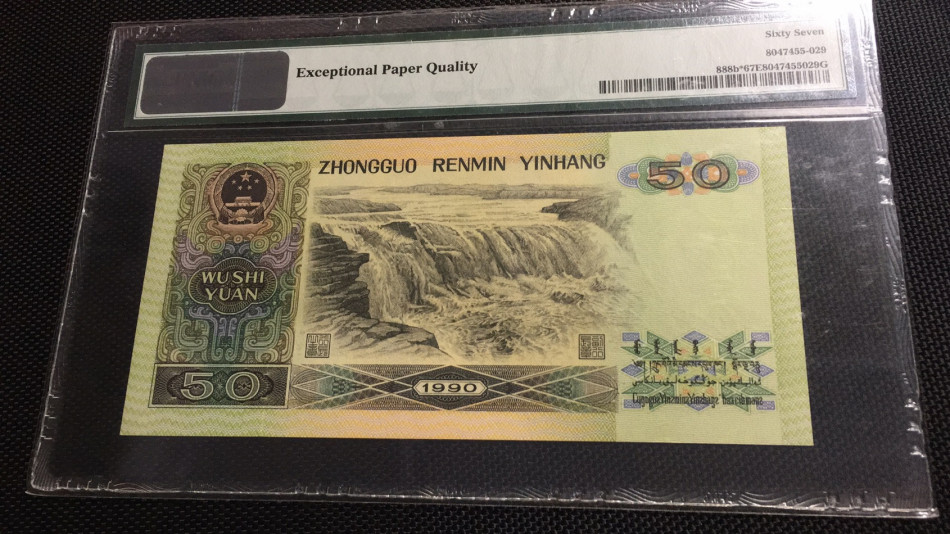 Sixty Seven
8047455-029
Exceptional Paper Quality
888b*67E8047455029G
ZHONGGUO RENMIN YINHANG
50
WU SHI
YUAN
50
1990